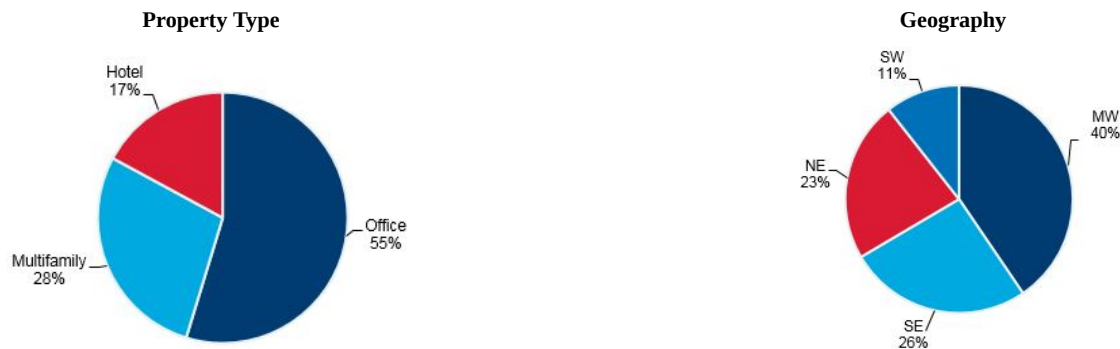 Property Type
Hotel
17%
Office
55%
Multifamily
28%
Geography
SW
11%
MW
40%
NE
23%
SE
26%